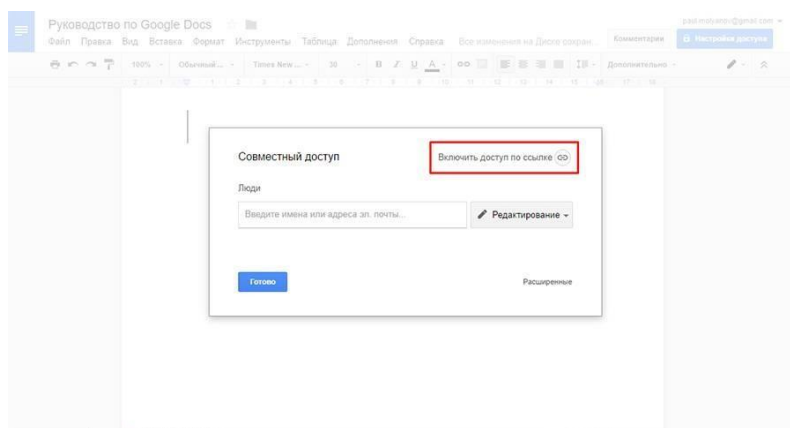 Руководство по Google Docs
Файл Правка Вид Вставка Формат Инструменты Таблица Дополнения Справка Все изменения на Диске сохран...
Комментарии
Настройки доступа
100% Обычный ... Times New ... 30 B I U A Дополнительно
Совместный доступ
Включить доступ по ссылке
Люди
Введите имена или адреса эл. почты...
Редактирование
Готово
Расширенные